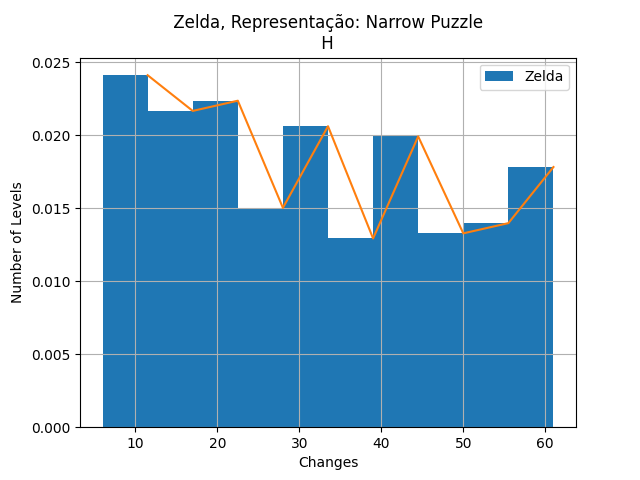 Zelda, Representação: Narrow Puzzle
H
Zelda
Number of Levels
0.025
0.020
0.015
0.010
0.005
0.000
10 20 30 40 50 60
Changes